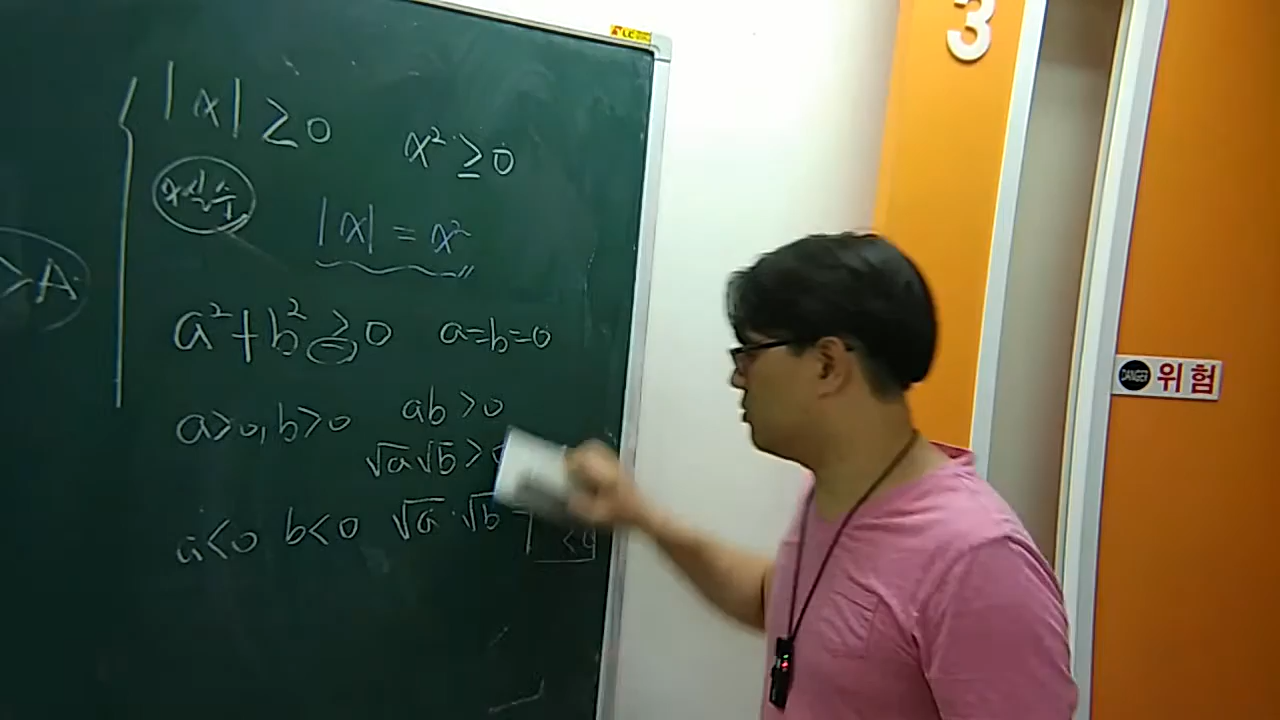 3
|x| ≥ 0
x² ≥ 0
x 실수
|x| = x²
>A
a²+b² ≥ 0 a=b=0
DANGER 위험
a>0, b>0 ab >0
√a√b >0
a<0 b<0 √a·√b
<0